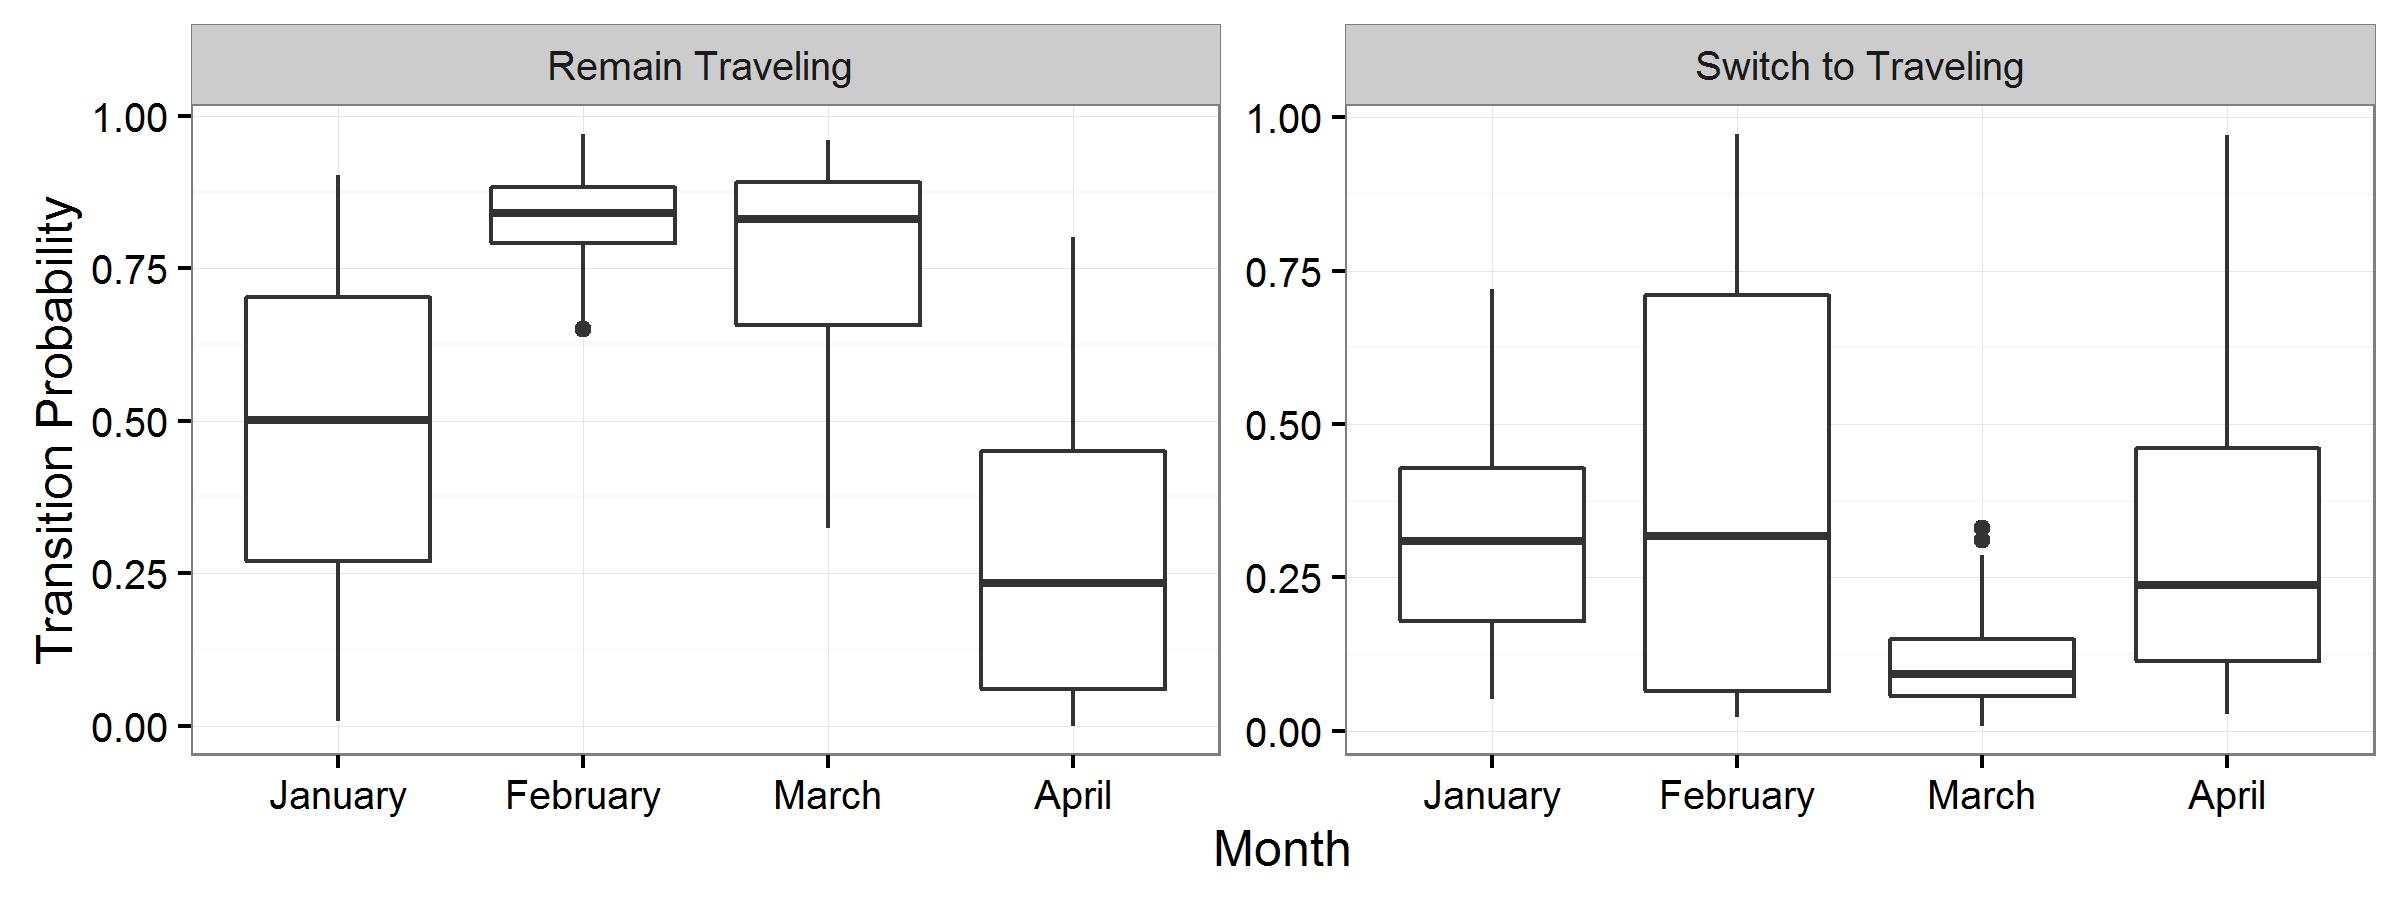 Remain Traveling
Switch to Traveling
Transition Probability
1.00
0.75
0.50
0.25
0.00
1.00
0.75
0.50
0.25
0.00
January February March April
January February March April
Month